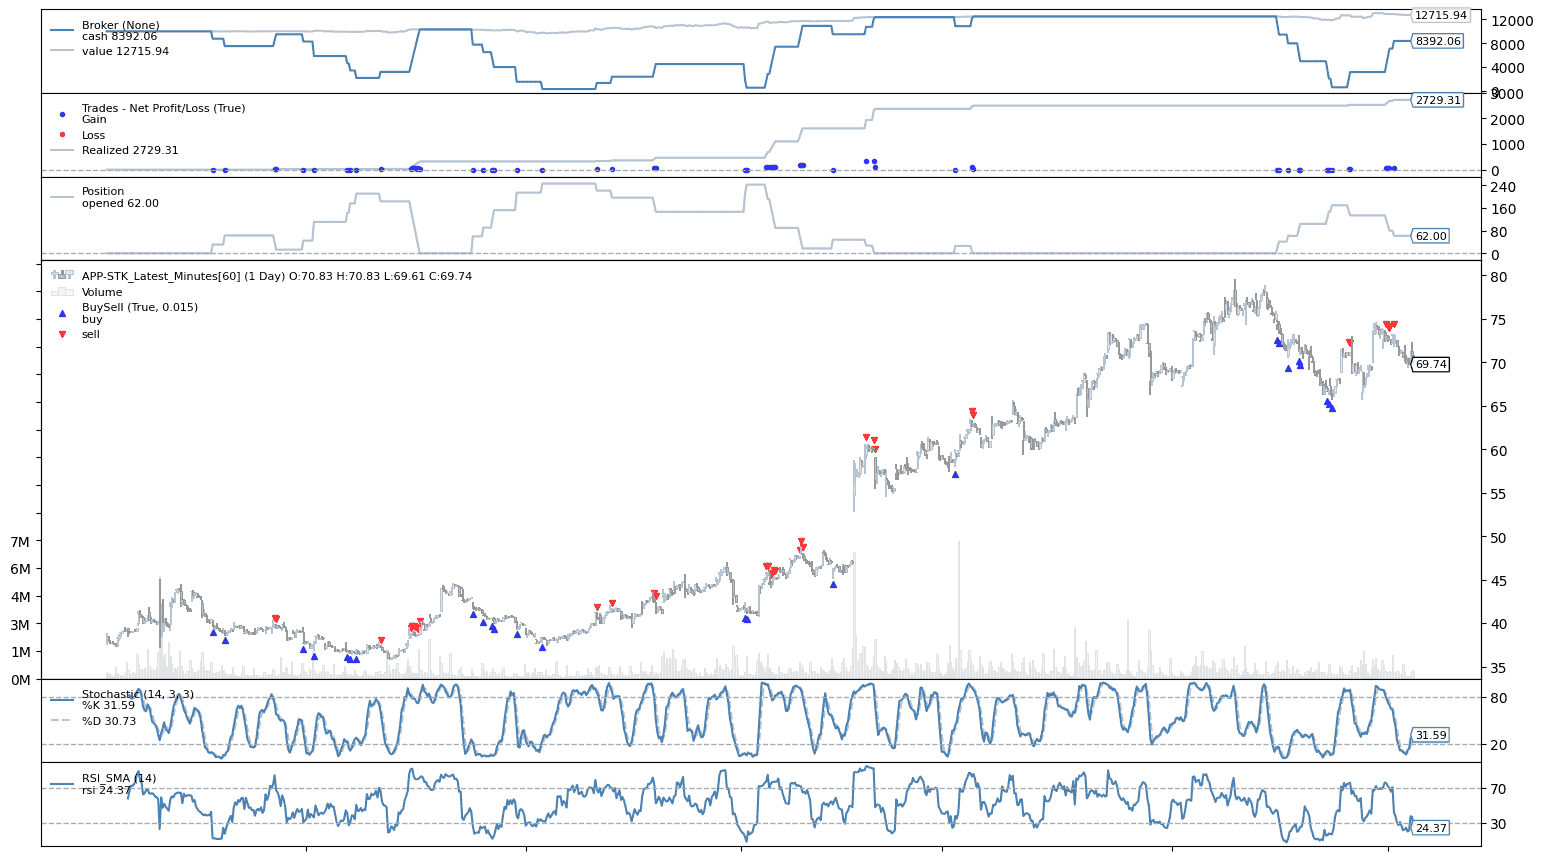 Broker (None)
cash 8392.06
value 12715.94
12715.94
12000
8392.06
8000
4000
0
Trades - Net Profit/Loss (True)
Gain
Loss
Realized 2729.31
3000
2729.31
2000
1000
0
Position
opened 62.00
240
160
80
62.00
0
APP-STK_Latest_Minutes[60] (1 Day) O:70.83 H:70.83 L:69.61 C:69.74
Volume
BuySell (True, 0.015)
buy
sell
80
75
70
69.74
65
60
55
50
45
40
35
7M
6M
4M
3M
1M
0M
Stochastic (14, 3, 3)
%K 31.59
%D 30.73
80
31.59
20
RSI_SMA (14)
rsi 24.37
70
30
24.37